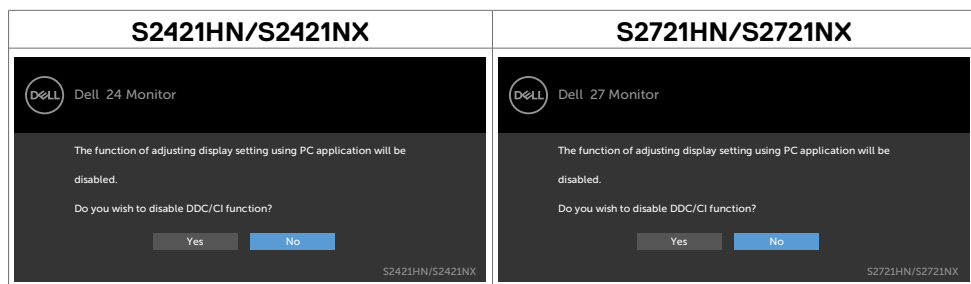 S2421HN/S2421NX
S2721HN/S2721NX
DELL
Dell 24 Monitor
The function of adjusting display setting using PC application will be
disabled.
Do you wish to disable DDC/CI function?
Yes
No
S2421HN/S2421NX
DELL
Dell 27 Monitor
The function of adjusting display setting using PC application will be
disabled.
Do you wish to disable DDC/CI function?
Yes
No
S2721HN/S2721NX